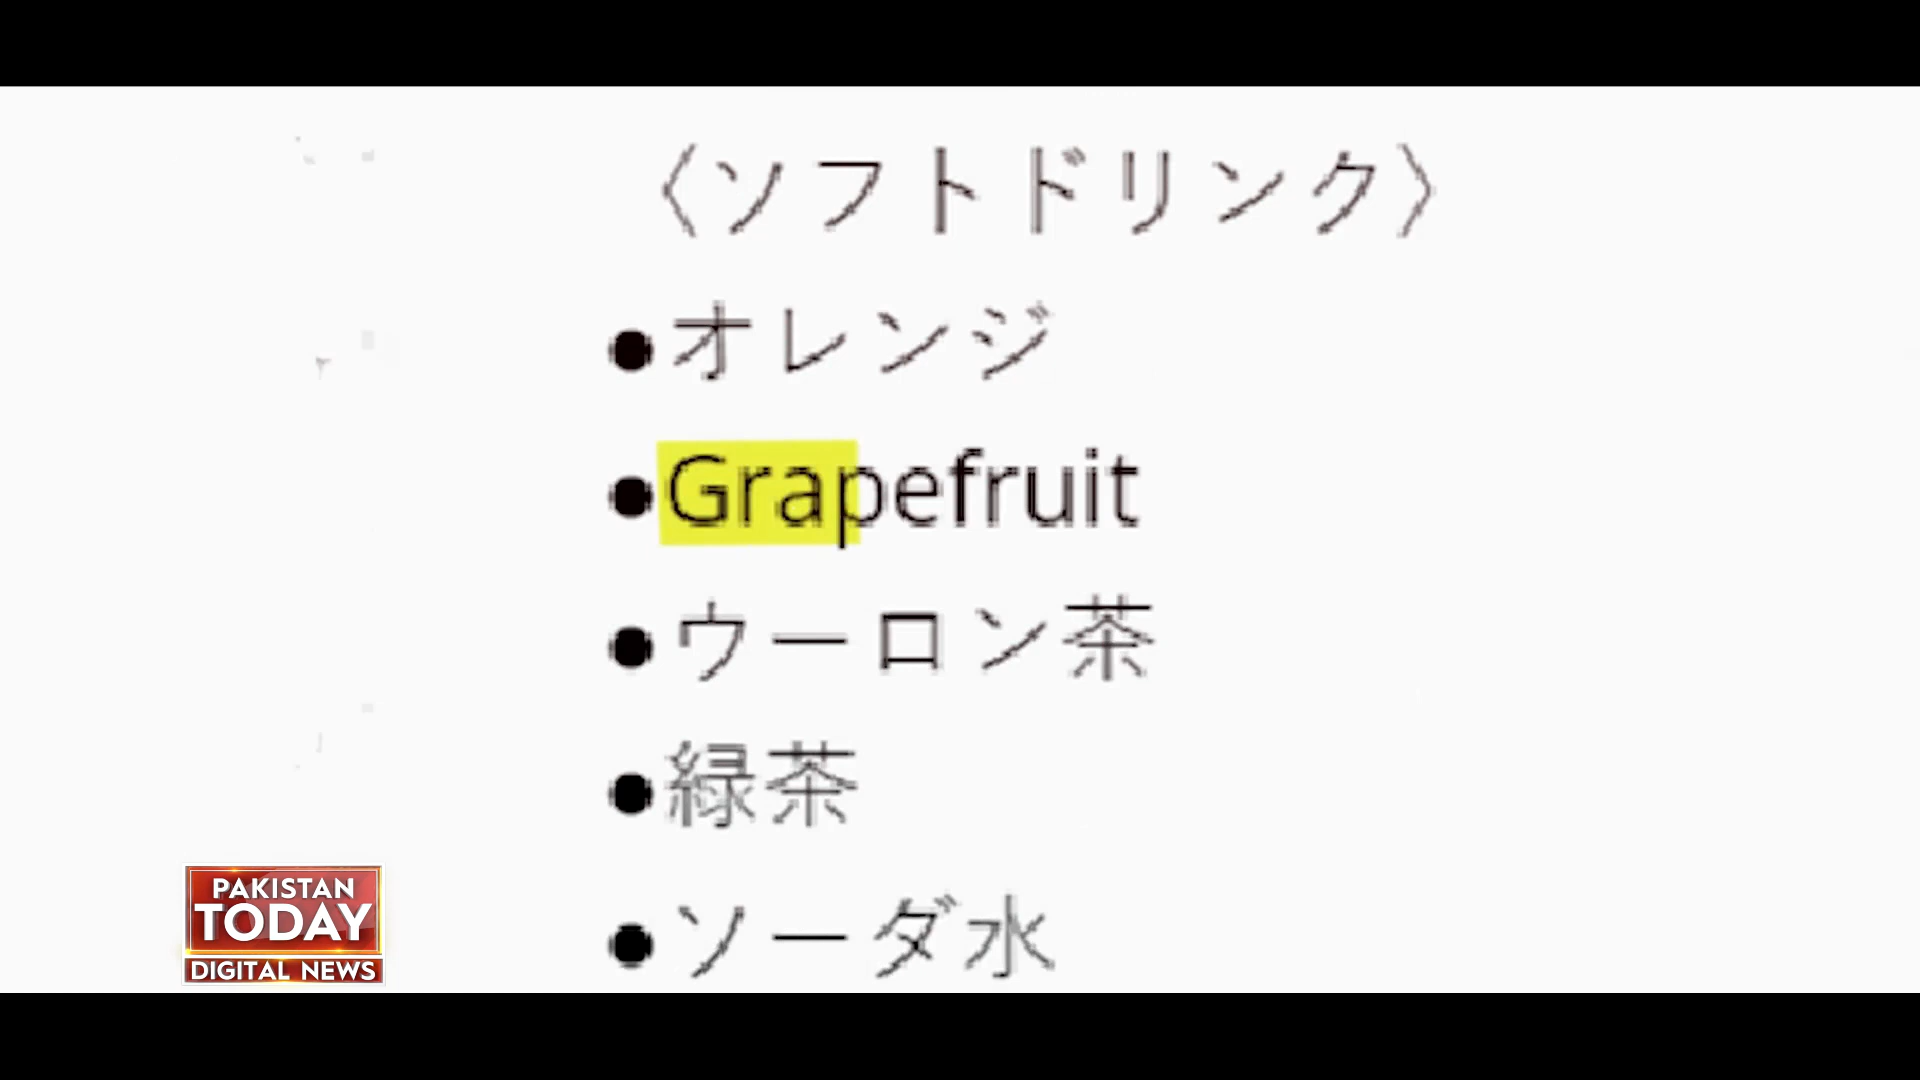 〈ソフトドリンク〉
●オレンジ
●Grapefruit
●ウーロン茶
●緑茶
●ソーダ水
PAKISTAN
TODAY
DIGITAL NEWS